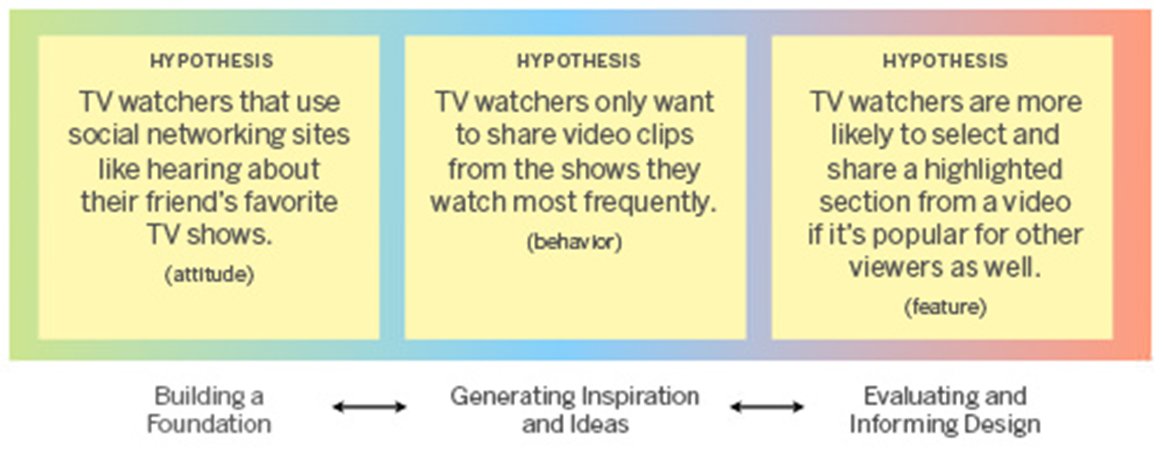 HYPOTHESIS
TV watchers that use
social networking sites
like hearing about
their friend's favorite
TV shows.
(attitude)
HYPOTHESIS
TV watchers only want
to share video clips
from the shows they
watch most frequently.
(behavior)
HYPOTHESIS
TV watchers are more
likely to select and
share a highlighted
section from a video
if it's popular for other
viewers as well.
(feature)
Building a
Foundation
Generating Inspiration
and Ideas
Evaluating and
Informing Design